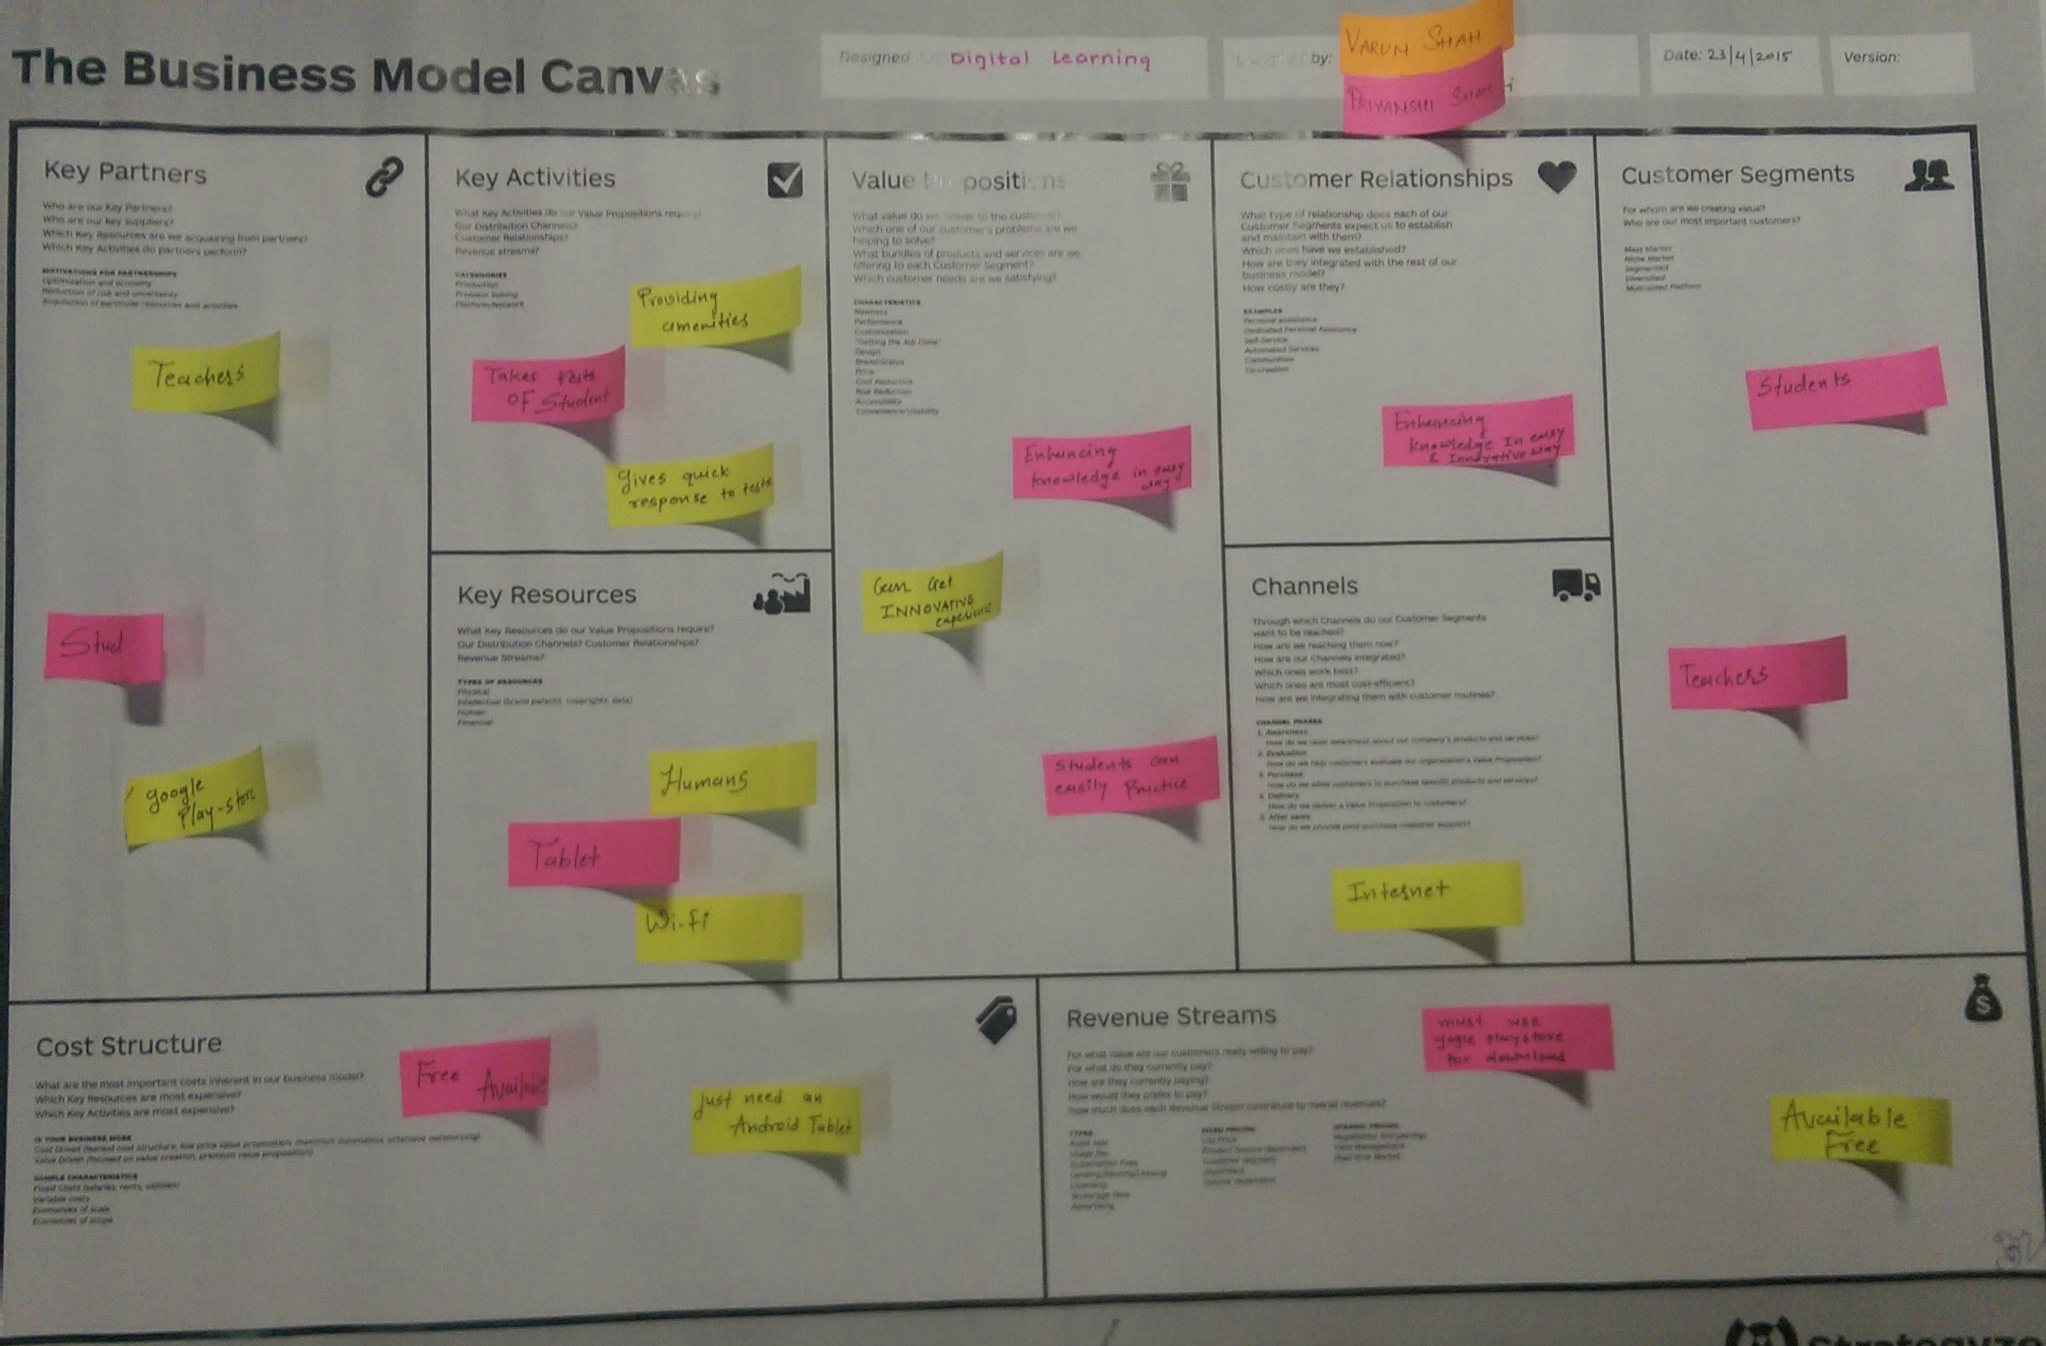 The Business Model Canvas
Designed
Digital Learning
by:
VARUN SHAH
PRIYANSHI SHAH
Date: 23/4/2015
Version:
Key Partners
Who are our Key Partners?
Who are our key suppliers?
Which Key Resources are we acquiring from partners?
Which Key Activities do partners perform?
MOTIVATIONS FOR PARTNERSHIPS
Optimization and economy
Reduction of risk and uncertainty
Acquisition of particular resources and activities
Teachers
Stud
google
Play-store
Key Activities
What Key Activities do our Value Propositions require?
Our Distribution Channels?
Customer Relationships?
Revenue streams?
CATEGORIES
Production
Problem Solving
Platform/Network
Providing
amenities
Takes tests
OF Student
Gives quick
response to tests
Key Resources
What Key Resources do our Value Propositions require?
Our Distribution Channels? Customer Relationships?
Revenue Streams?
TYPES OF RESOURCES
Physical
Intellectual (brand patents, copyrights, data)
Human
Financial
Humans
Tablet
Wi-fi
Value Propositions
What value do we deliver to the customer?
Which one of our customer's problems are we
helping to solve?
What bundles of products and services are we
offering to each Customer Segment?
Which customer needs are we satisfying?
CHARACTERISTICS
Newness
Performance
Customization
"Getting the Job Done"
Design
Brand/Status
Price
Cost Reduction
Risk Reduction
Accessibility
Convenience/Usability
Enhancing
knowledge in easy
way
Can Get
INNOVATIVE
experience
Students can
easily Practice
Customer Relationships
What type of relationship does each of our
Customer Segments expect us to establish
and maintain with them?
Which ones have we established?
How are they integrated with the rest of our
business model?
How costly are they?
EXAMPLES
Personal assistance
Dedicated Personal Assistance
Self-Service
Automated Services
Communities
Co-creation
Enhancing
knowledge In easy
& Innovative way
Channels
Through which Channels do our Customer Segments
want to be reached?
How are we reaching them now?
How are our Channels integrated?
Which ones work best?
Which ones are most cost-efficient?
How are we integrating them with customer routines?
CHANNEL PHASES
1. Awareness
How do we raise awareness about our company's products and services?
2. Evaluation
How do we help customers evaluate our organization's Value Proposition?
3. Purchase
How do we allow customers to purchase specific products and services?
4. Delivery
How do we deliver a Value Proposition to customers?
5. After sales
How do we provide post-purchase customer support?
Internet
Customer Segments
For whom are we creating value?
Who are our most important customers?
Mass Market
Niche Market
Segmented
Diversified
Multi-sided Platform
Students
Teachers
Cost Structure
What are the most important costs inherent in our business model?
Which Key Resources are most expensive?
Which Key Activities are most expensive?
IS YOUR BUSINESS MORE
Cost Driven (leanest cost structure, low price value proposition, maximum automation, extensive outsourcing)
Value Driven (focused on value creation, premium value proposition)
SAMPLE CHARACTERISTICS
Fixed Costs (salaries, rents, utilities)
Variable costs
Economies of scale
Economies of scope
Free Available
Just need an
Android Tablet
Revenue Streams
For what value are our customers really willing to pay?
For what do they currently pay?
How are they currently paying?
How would they prefer to pay?
How much does each Revenue Stream contribute to overall revenues?
TYPES
Asset sale
Usage fee
Subscription Fees
Lending/Renting/Leasing
Licensing
Brokerage fees
Advertising
FIXED PRICING
List Price
Product feature dependent
Customer segment
dependent
Volume dependent
DYNAMIC PRICING
Negotiation (bargaining)
Yield Management
Real-time-Market
must use
google playstore
for download
Available
Free
Strategyze